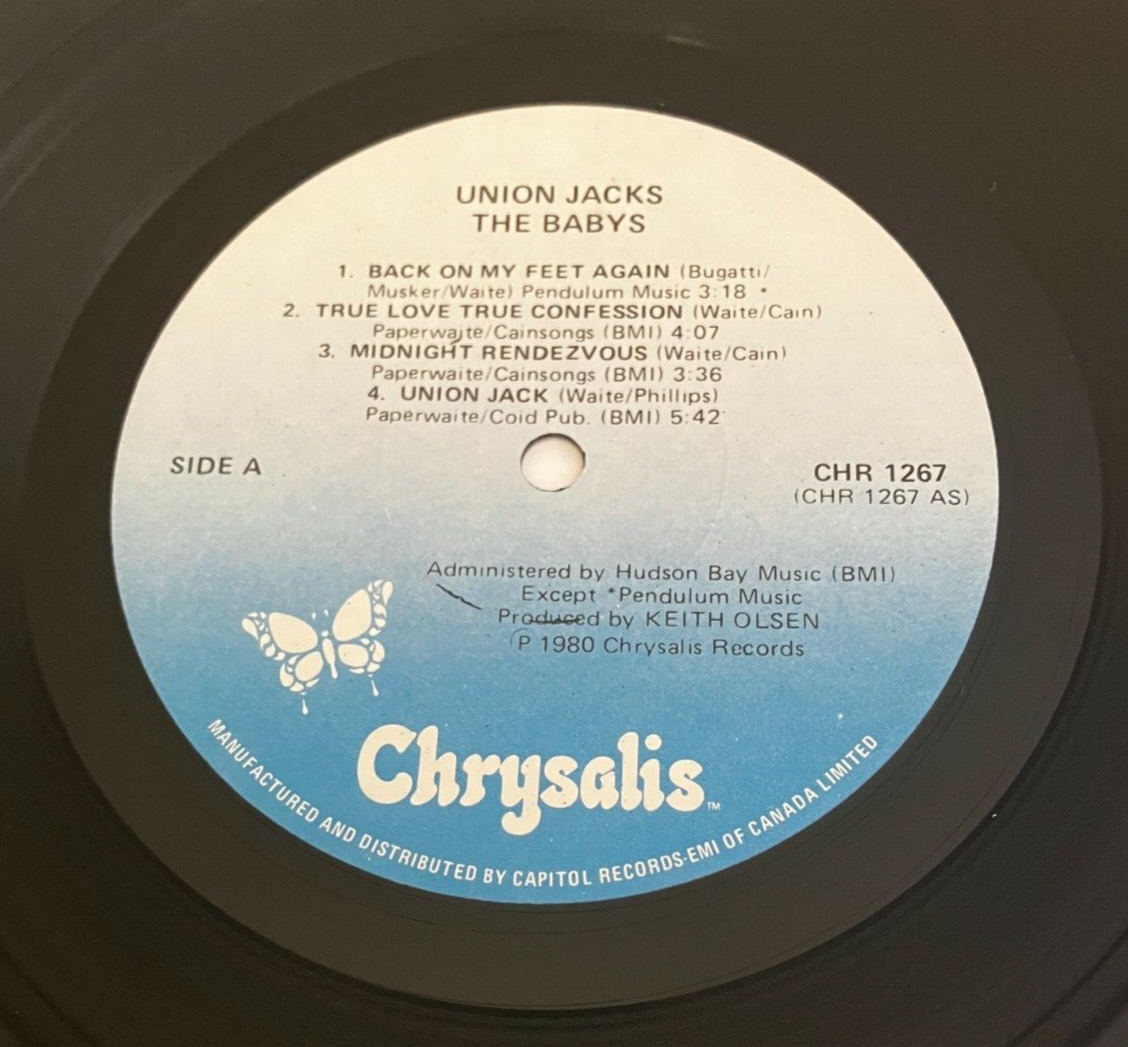 UNION JACKS
THE BABYS
1. BACK ON MY FEET AGAIN (Bugatti/
Musker/Waite) Pendulum Music 3:18 *
2. TRUE LOVE TRUE CONFESSION (Waite/Cain)
Paperwaite/Cainsongs (BMI) 4:07
3. MIDNIGHT RENDEZVOUS (Waite/Cain)
Paperwaite/Cainsongs (BMI) 3:36
4. UNION JACK (Waite/Phillips)
Paperwaite/Coid Pub. (BMI) 5:42
SIDE A
CHR 1267
(CHR 1267 AS)
Administered by Hudson Bay Music (BMI)
Except *Pendulum Music
Produced by KEITH OLSEN
Ⓟ 1980 Chrysalis Records
Chrysalis™
MANUFACTURED AND DISTRIBUTED BY CAPITOL RECORDS-EMI OF CANADA LIMITED